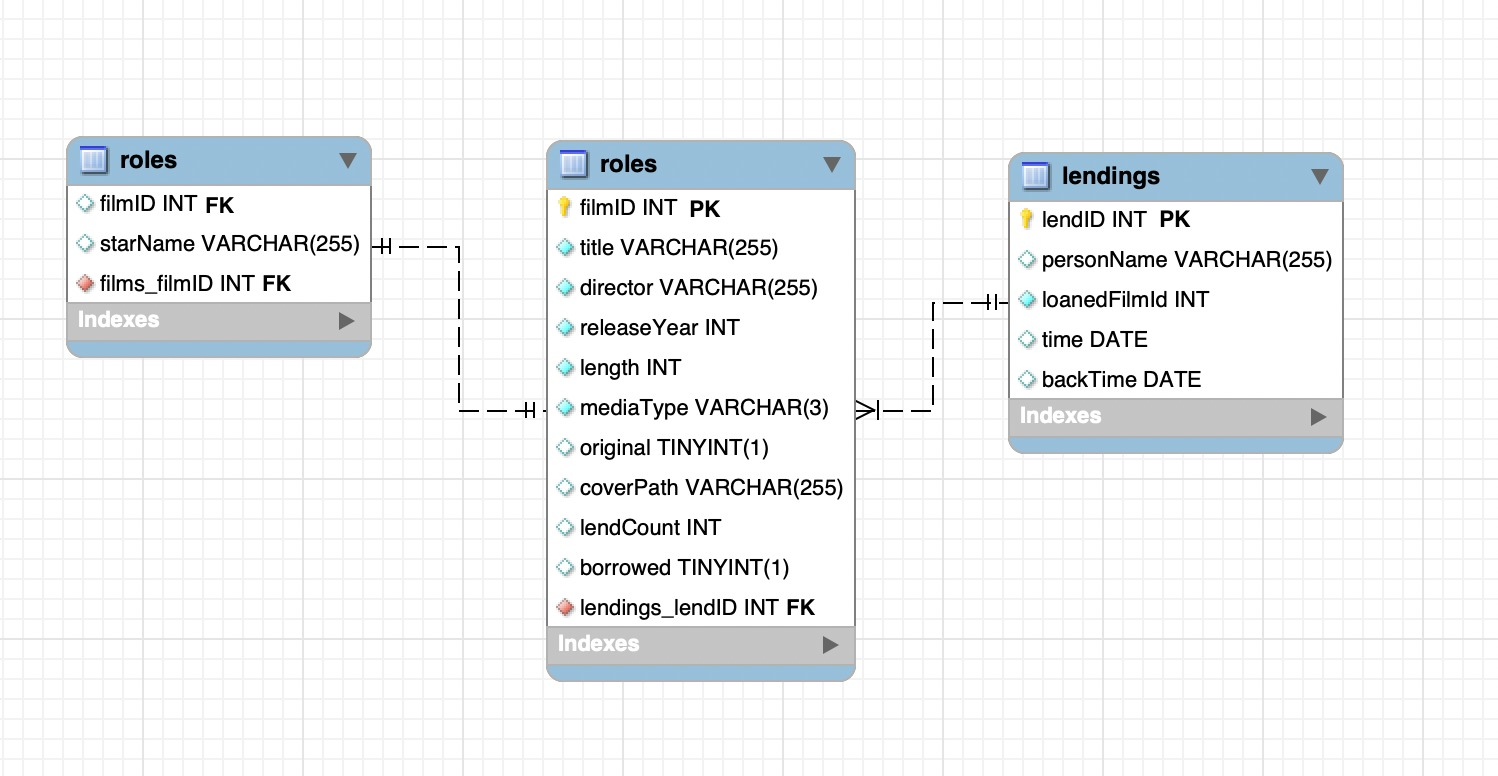 roles
filmID INT FK
starName VARCHAR(255)
films_filmID INT FK
Indexes
roles
filmID INT PK
title VARCHAR(255)
director VARCHAR(255)
releaseYear INT
length INT
mediaType VARCHAR(3)
original TINYINT(1)
coverPath VARCHAR(255)
lendCount INT
borrowed TINYINT(1)
lendings_lendID INT FK
Indexes
lendings
lendID INT PK
personName VARCHAR(255)
loanedFilmId INT
time DATE
backTime DATE
Indexes